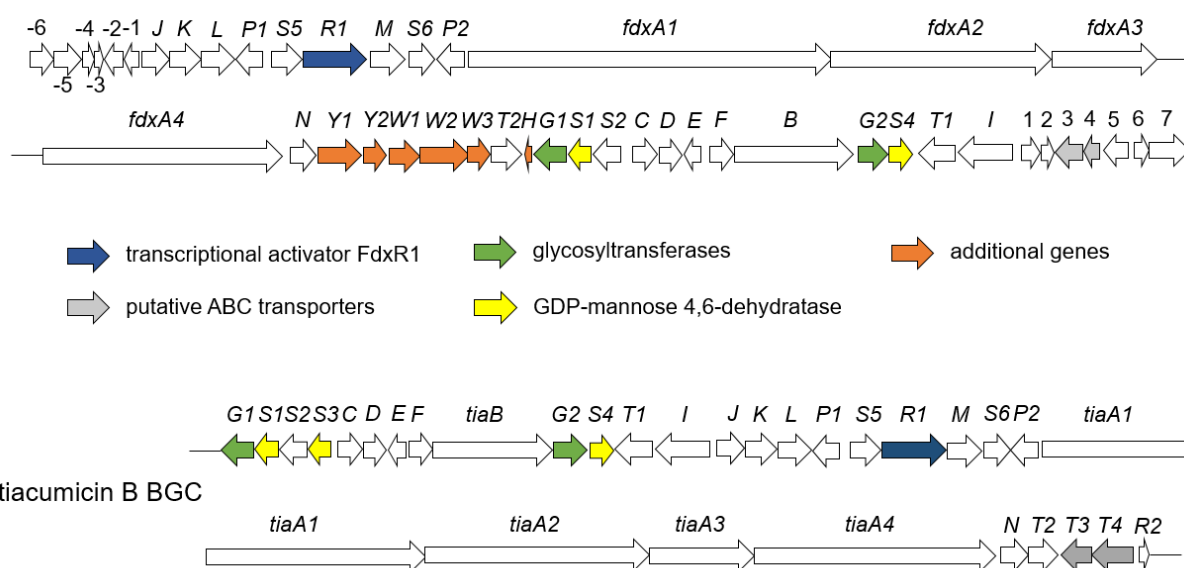 -6 -4 -2 -1 J K L P1 S5 R1 M S6 P2 fdxA1 fdxA2 fdxA3
-5 -3
fdxA4 N Y1 Y2 W1 W2 W3 T2 H G1 S1 S2 C D E F B G2 S4 T1 I 1 2 3 4 5 6 7
transcriptional activator FdxR1 glycosyltransferases additional genes
putative ABC transporters GDP-mannose 4,6-dehydratase
G1 S1 S2 S3 C D E F tiaB G2 S4 T1 I J K L P1 S5 R1 M S6 P2 tiaA1
tiacumicin B BGC
tiaA1 tiaA2 tiaA3 tiaA4 N T2 T3 T4 R2